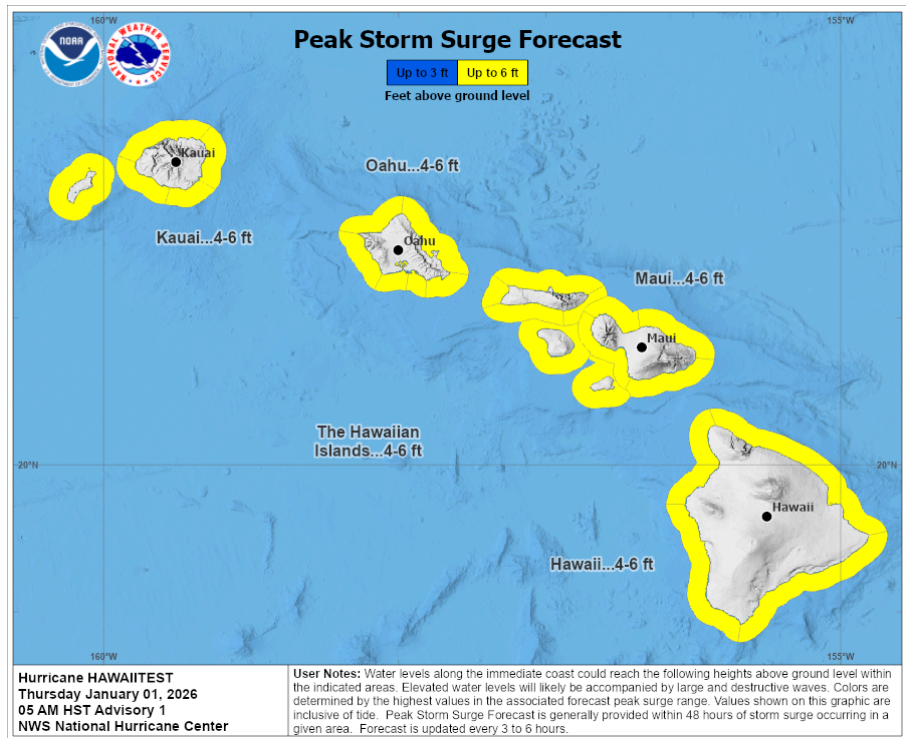 160°W
155°W
NOAA
NATIONAL WEATHER SERVICE
Peak Storm Surge Forecast
Up to 3 ft
Up to 6 ft
Feet above ground level
Kauai
Oahu...4-6 ft
Kauai...4-6 ft
Oahu
Maui...4-6 ft
Maui
The Hawaiian
Islands...4-6 ft
20°N
20°N
Hawaii
Hawaii...4-6 ft
160°W
155°W
Hurricane HAWAIITEST
Thursday January 01, 2026
05 AM HST Advisory 1
NWS National Hurricane Center
User Notes: Water levels along the immediate coast could reach the following heights above ground level within
the indicated areas. Elevated water levels will likely be accompanied by large and destructive waves. Colors are
determined by the highest values in the associated forecast peak surge range. Values shown on this graphic are
inclusive of tide.  Peak Storm Surge Forecast is generally provided within 48 hours of storm surge occurring in a
given area.  Forecast is updated every 3 to 6 hours.